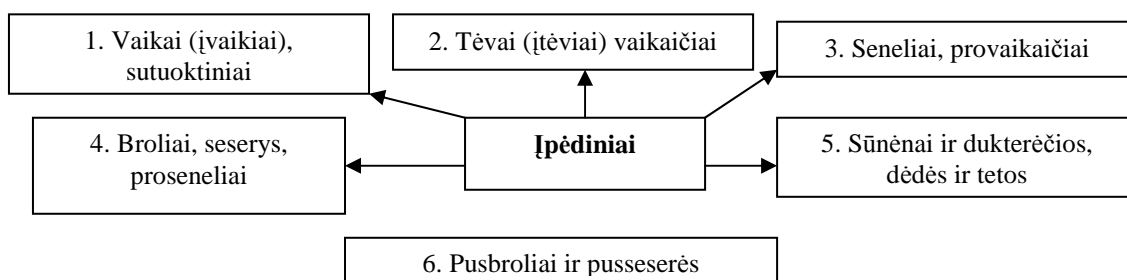 1. Vaikai (įvaikiai),
sutuoktiniai
2. Tėvai (įtėviai) vaikaičiai
3. Seneliai, provaikaičiai
4. Broliai, seserys,
proseneliai
Įpėdiniai
5. Sūnėnai ir dukterėčios,
dėdės ir tetos
6. Pusbroliai ir pusseserės